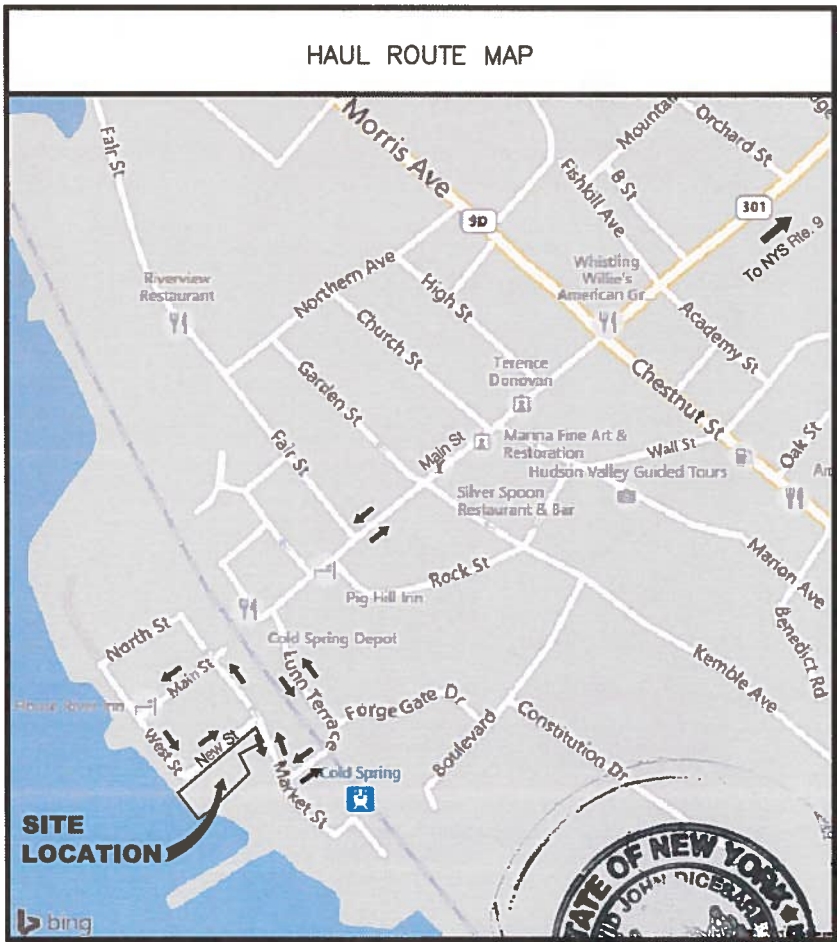 HAUL ROUTE MAP
Fair St
Morris Ave
Mountai
Orchard St
B St
Fishkill Ave
9D
301
To NYS Rte. 9
Riverview
Restaurant
Northern Ave
High St
Whistling
Willie's
American Gr...
Church St
Academy St
Terence
Donovan
Garden St
Chestnut St
Main St
Manna Fine Art &
Restoration
Wall St
Oak St
Fair St
Hudson Valley Guided Tours
Silver Spoon
Restaurant & Bar
Marion Ave
Rock St
Pig Hill Inn
Benedict Rd
North St
Cold Spring Depot
Main St
Lunn Terrace
Kemble Ave
Forge Gate Dr
West St
New St
Boulevard
Constitution Dr
Market St
Cold Spring
SITE
LOCATION
STATE OF NEW YORK
JOHN
bing